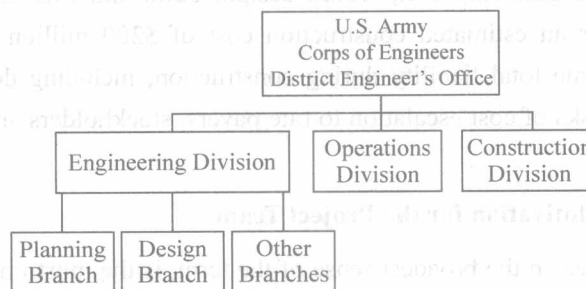 U.S. Army
Corps of Engineers
District Engineer's Office
Engineering Division
Operations
Division
Construction
Division
Planning
Branch
Design
Branch
Other
Branches